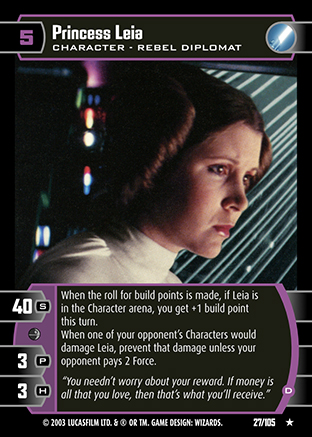 5
Princess Leia
CHARACTER - REBEL DIPLOMAT
40 S
When the roll for build points is made, if Leia is
in the Character arena, you get +1 build point
this turn.
When one of your opponent's Characters would
damage Leia, prevent that damage unless your
opponent pays 2 Force.
3 P
3 H
"You needn't worry about your reward. If money is
all that you love, then that's what you'll receive."
D
© 2003 LUCASFILM LTD. & ® OR TM. GAME DESIGN: WIZARDS.
27/105 ★